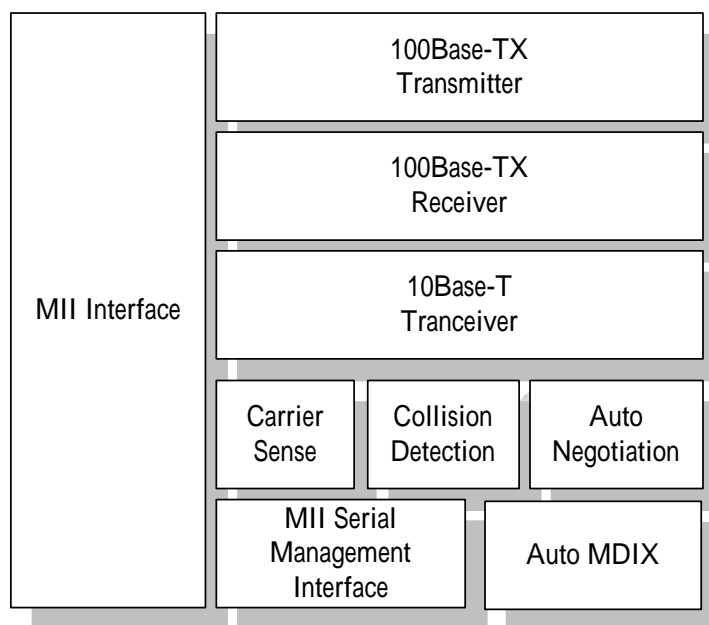 MII Interface
100Base-TX
Transmitter
100Base-TX
Receiver
10Base-T
Tranceiver
Carrier
Sense
Collision
Detection
Auto
Negotiation
MII Serial
Management
Interface
Auto MDIX